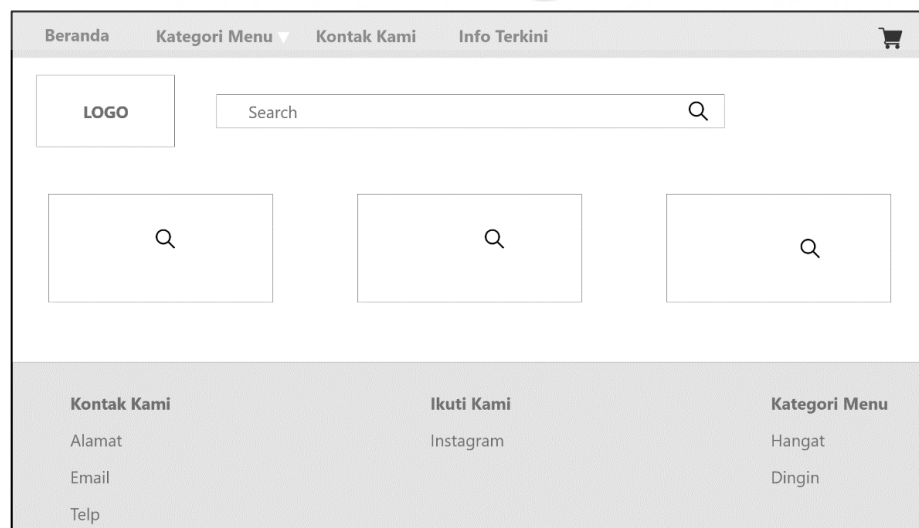 Beranda Kategori Menu Kontak Kami Info Terkini
LOGO
Search
Kontak Kami Ikuti Kami Kategori Menu
Alamat Instagram Hangat
Email Dingin
Telp